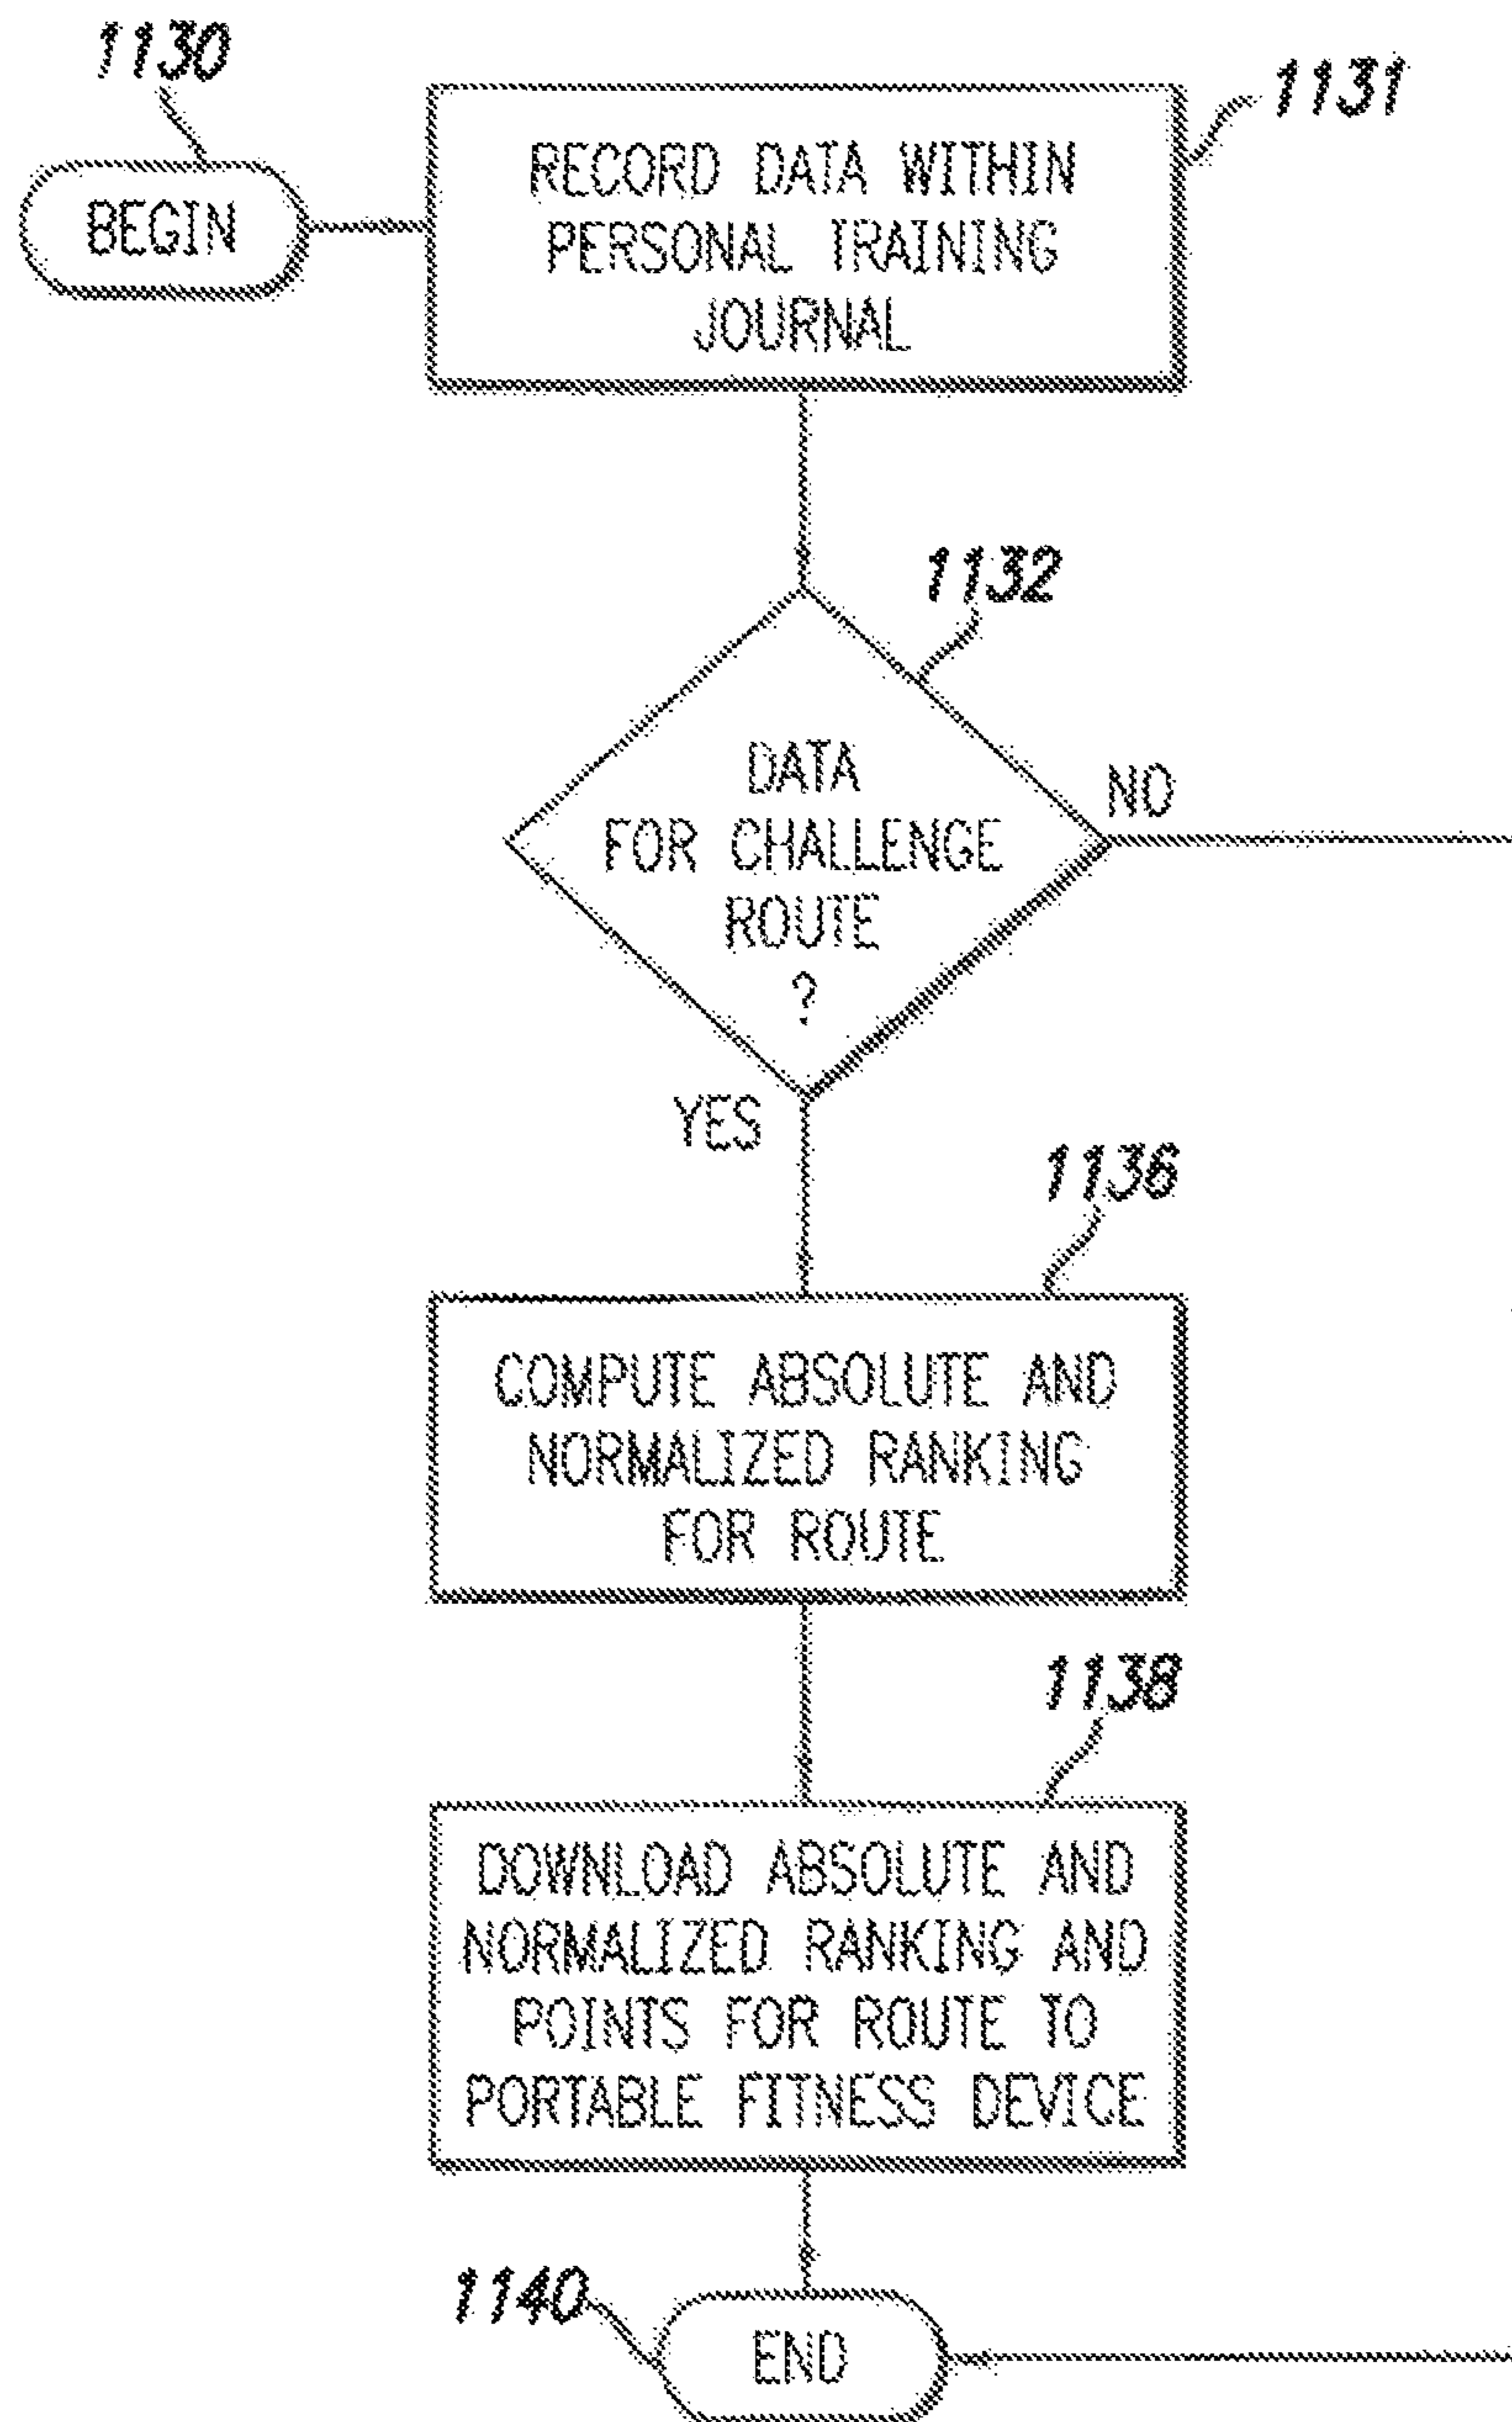 1130
BEGIN
1131
RECORD DATA WITHIN
PERSONAL TRAINING
JOURNAL
1132
DATA
FOR CHALLENGE
ROUTE
?
NO
YES
1136
COMPUTE ABSOLUTE AND
NORMALIZED RANKING
FOR ROUTE
1138
DOWNLOAD ABSOLUTE AND
NORMALIZED RANKING AND
POINTS FOR ROUTE TO
PORTABLE FITNESS DEVICE
1140
END